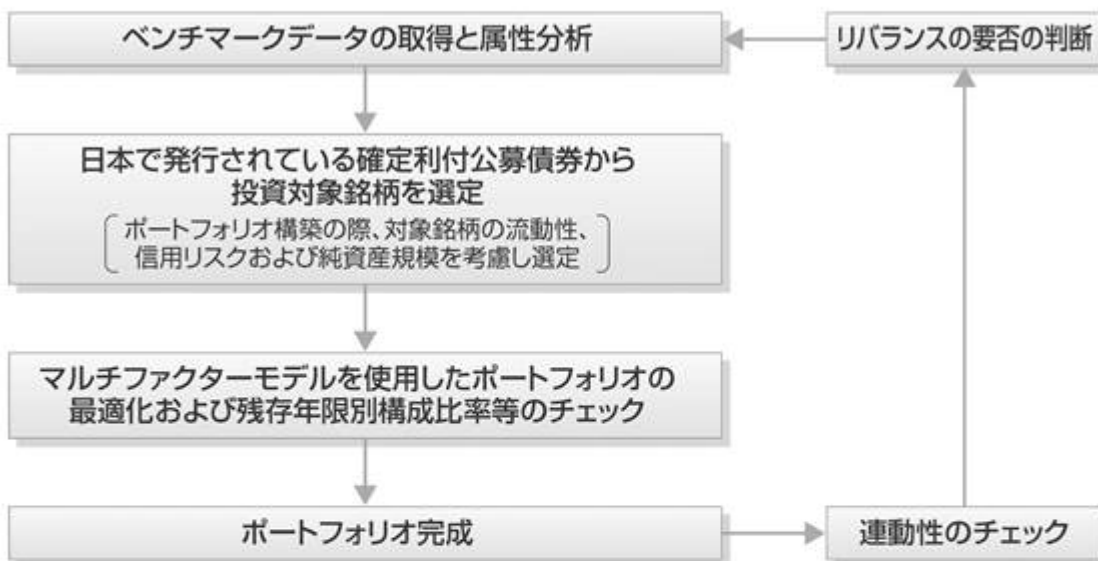 ベンチマークデータの取得と属性分析
リバランスの要否の判断
日本で発行されている確定利付公募債券から
投資対象銘柄を選定
ポートフォリオ構築の際、対象銘柄の流動性、
信用リスクおよび純資産規模を考慮し選定
マルチファクターモデルを使用したポートフォリオの
最適化および残存年限別構成比率等のチェック
ポートフォリオ完成
連動性のチェック